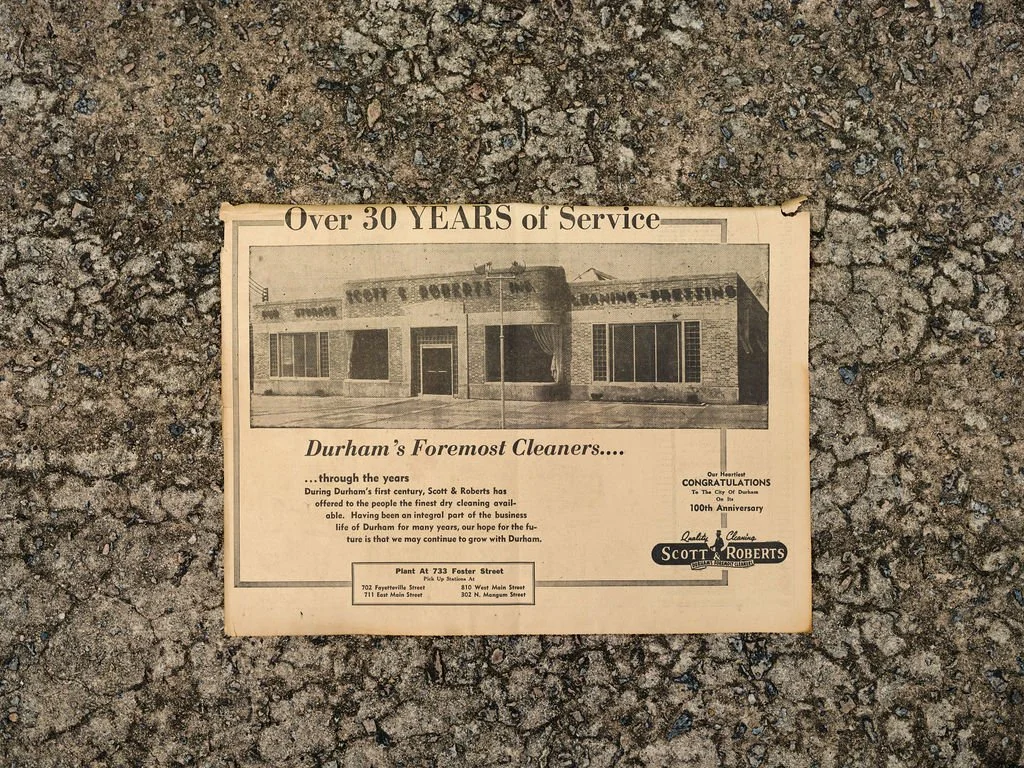 Over 30 YEARS of Service
FUR STORAGE
SCOTT & ROBERTS INC.
CLEANING-PRESSING
Durham's Foremost Cleaners....
...through the years
During Durham's first century, Scott & Roberts has
offered to the people the finest dry cleaning avail-
able. Having been an integral part of the business
life of Durham for many years, our hope for the fu-
ture is that we may continue to grow with Durham.
Our Heartiest
CONGRATULATIONS
To The City Of Durham
On Its
100th Anniversary
Quality Cleaning
SCOTT & ROBERTS
DURHAM'S FOREMOST CLEANERS
Plant At 733 Foster Street
Pick Up Stations At
702 Fayetteville Street 810 West Main Street
711 East Main Street 302 N. Mangum Street